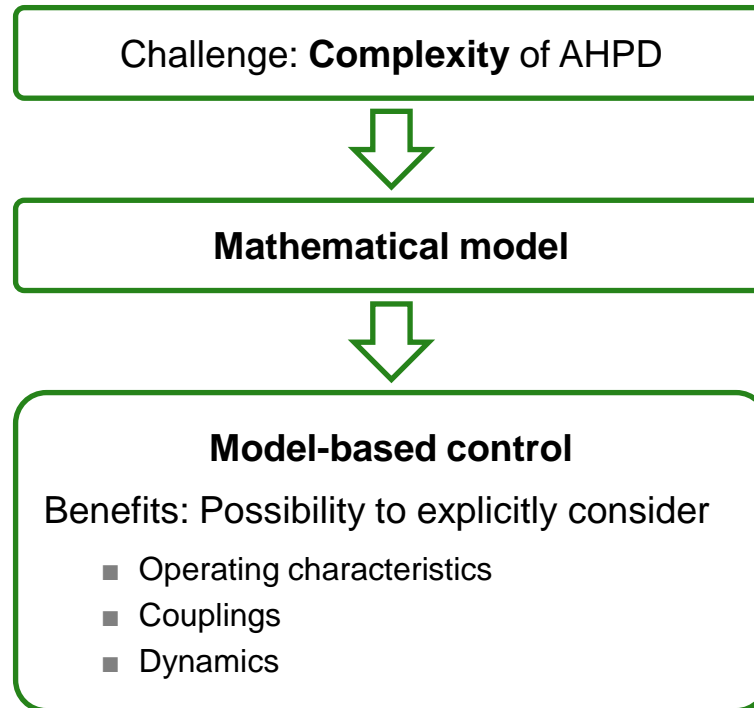 Challenge: Complexity of AHPD
Mathematical model
Model-based control
Benefits: Possibility to explicitly consider
■ Operating characteristics
■ Couplings
■ Dynamics